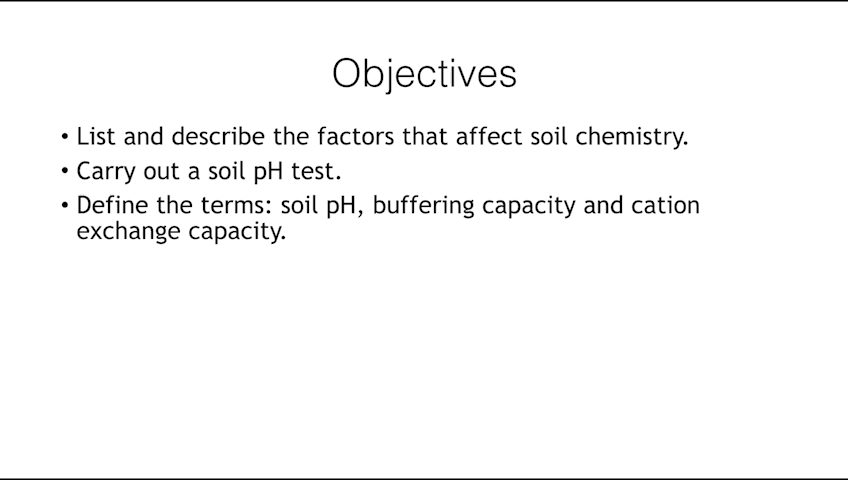 Objectives
• List and describe the factors that affect soil chemistry.
• Carry out a soil pH test.
• Define the terms: soil pH, buffering capacity and cation
exchange capacity.